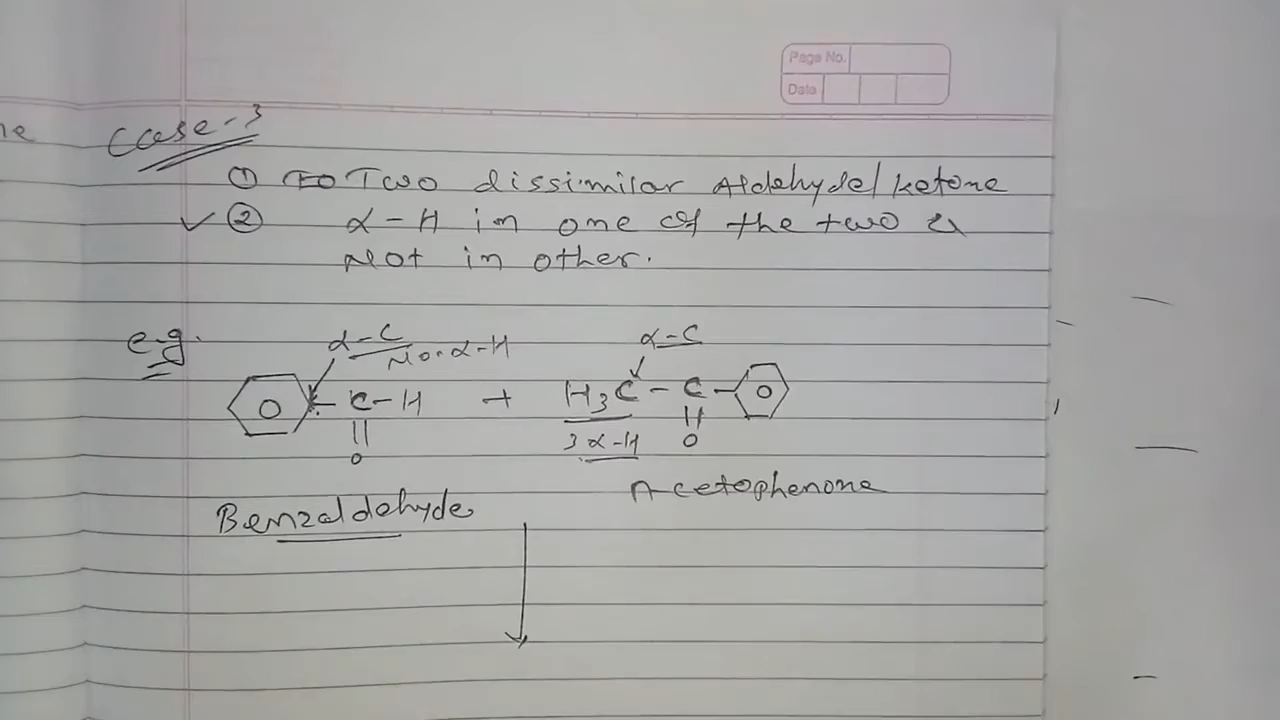 Page No.
Date
Case-3
① Two dissimilar Aldehyde/ketone
② α-H in one of the two &
Not in other.
e.g.
α-C
No. α-H
α-C
C-H + H₃C - C -
O
3 α-H
O
O
O
Benzaldehyde
Acetophenone